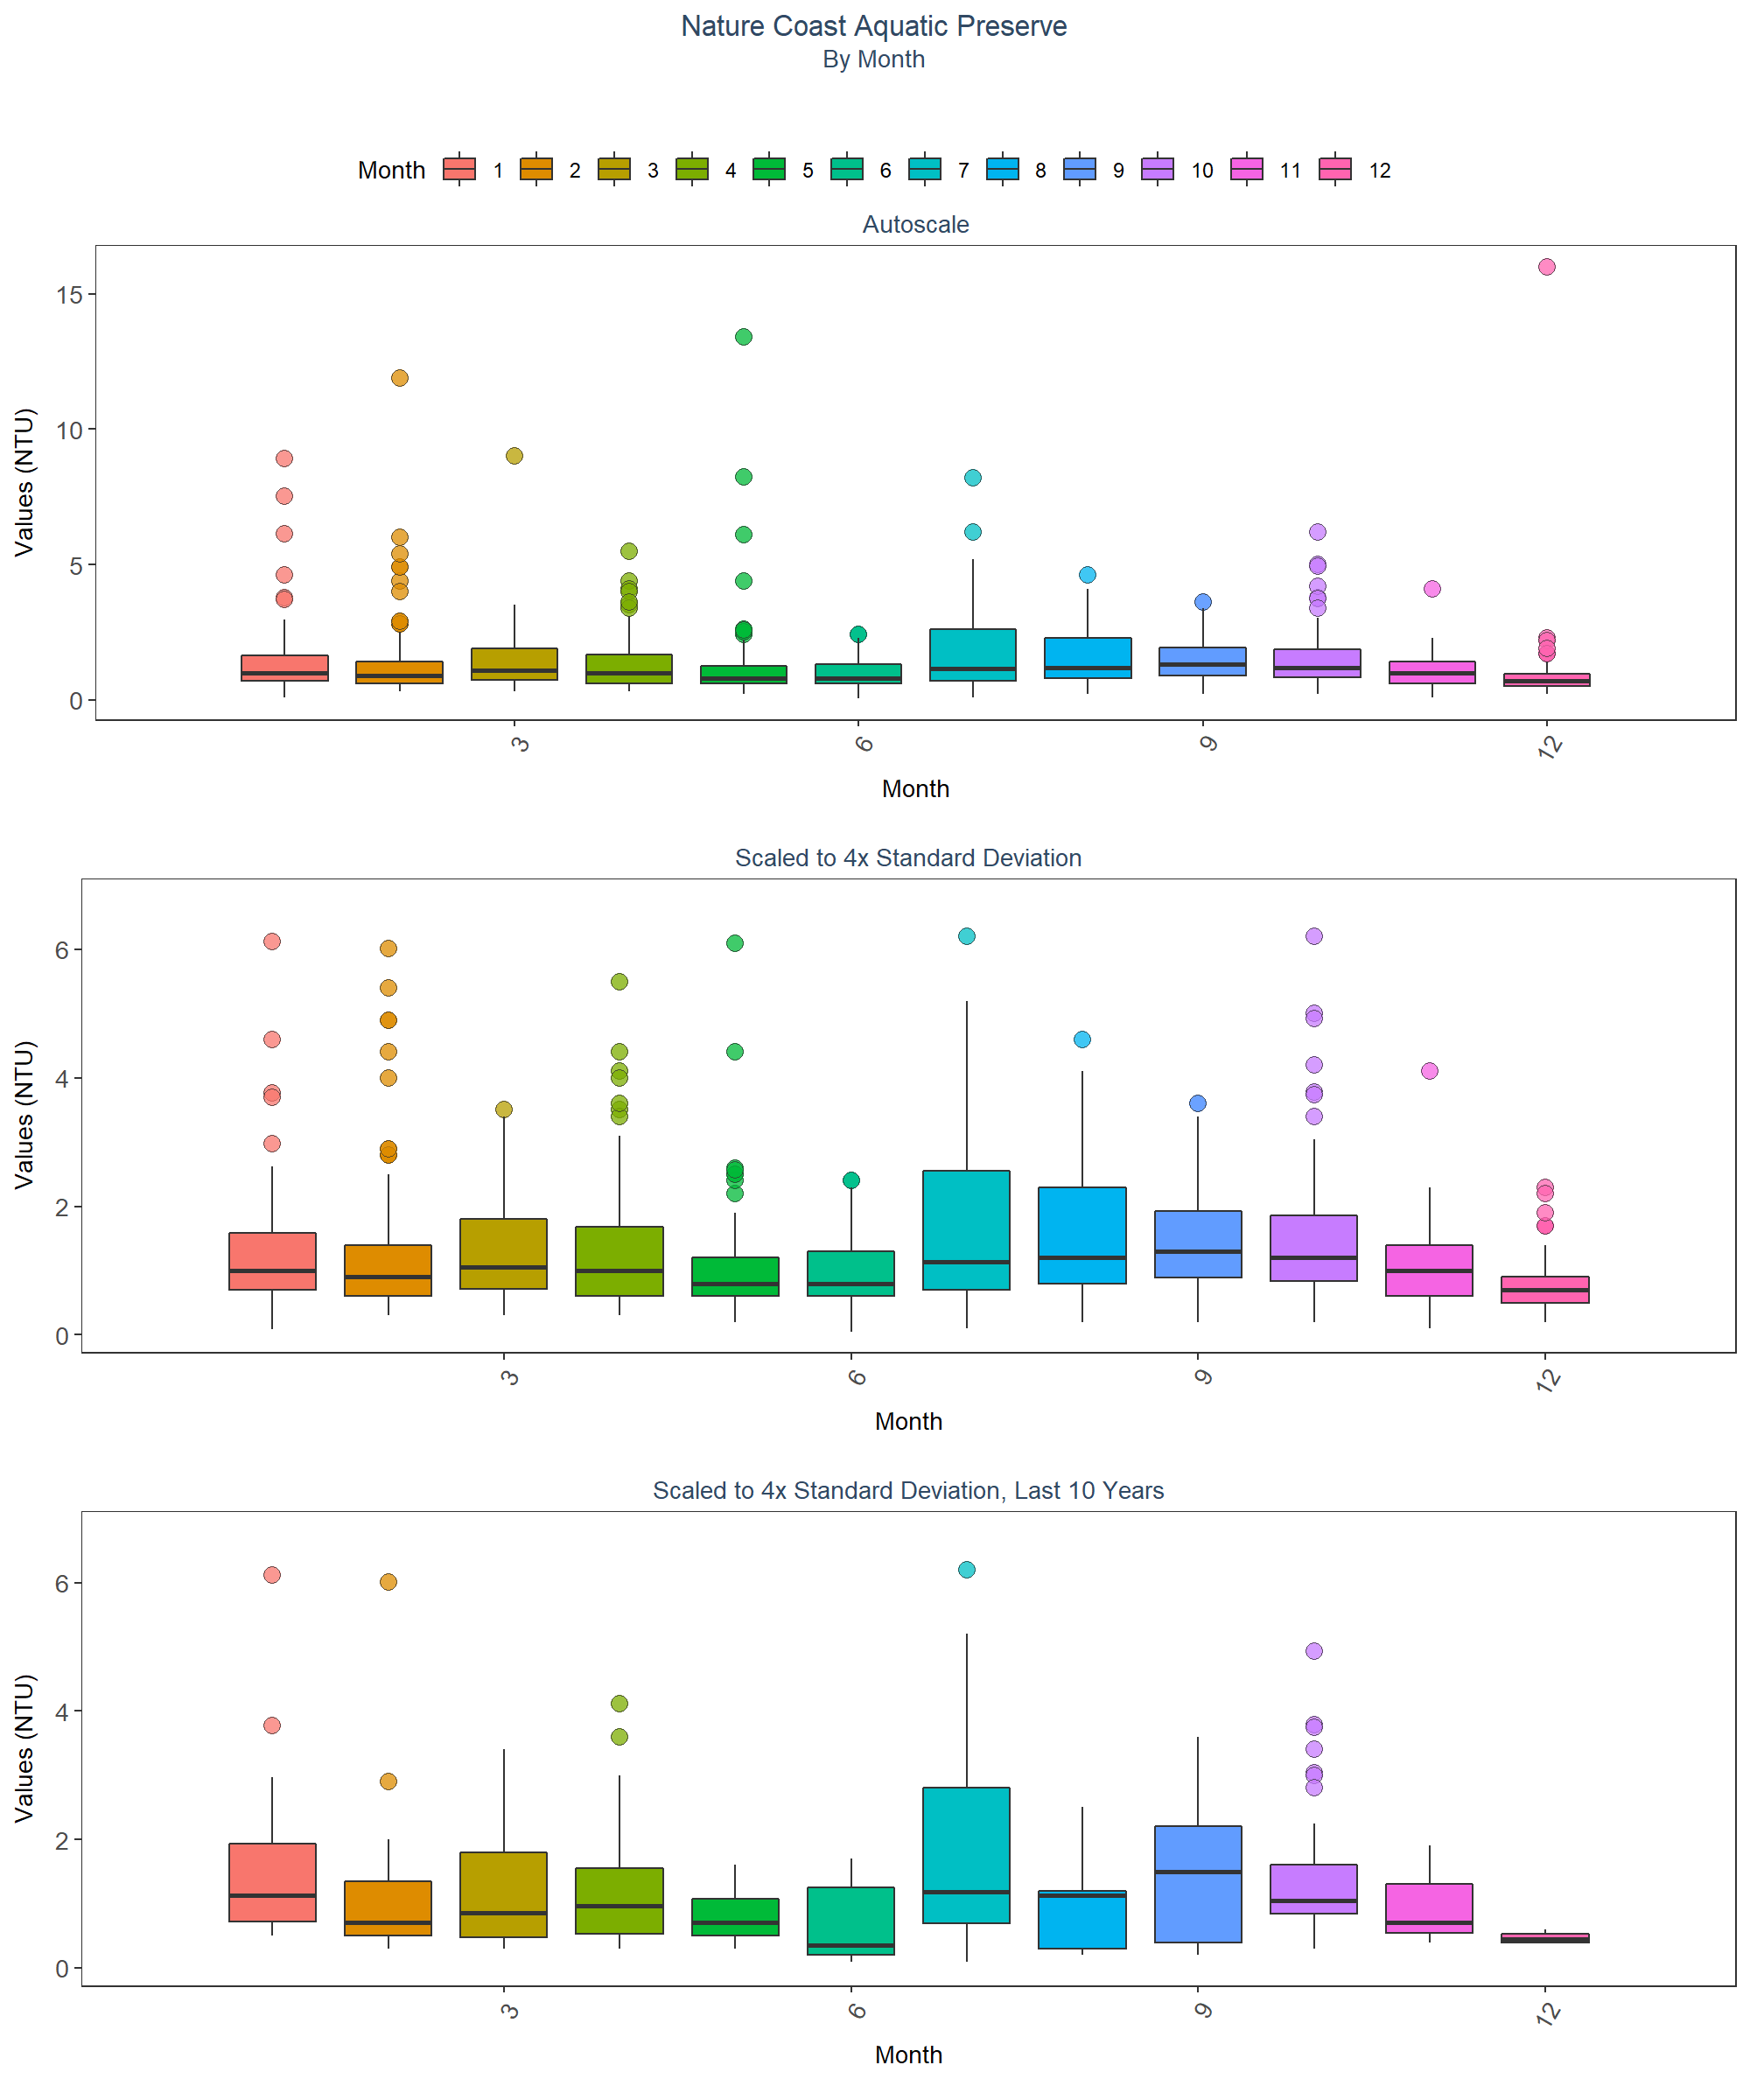 Nature Coast Aquatic Preserve
By Month
Month 1 2 3 4 5 6 7 8 9 10 11 12
Autoscale
Values (NTU)
15
10
5
0
3 6 9 12
Month
Scaled to 4x Standard Deviation
Values (NTU)
6
4
2
0
3 6 9 12
Month
Scaled to 4x Standard Deviation, Last 10 Years
Values (NTU)
6
4
2
0
3 6 9 12
Month